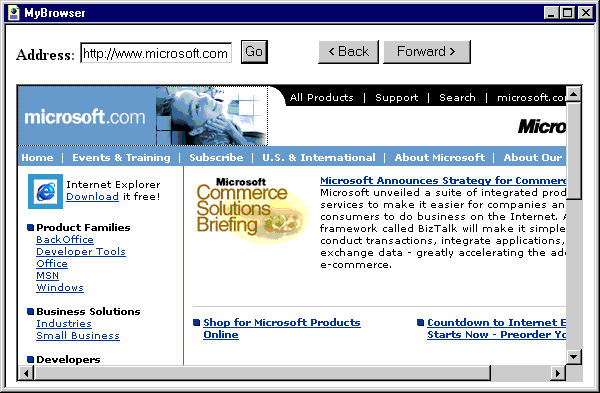 MyBrowser
Address: http://www.microsoft.com Go < Back Forward >
All Products | Support | Search | microsoft.co
microsoft.com
Micro
Home | Events & Training | Subscribe | U.S. & International | About Microsoft | About Our
Internet Explorer
Download it free!
Product Families
BackOffice
Developer Tools
Office
MSN
Windows
Business Solutions
Industries
Small Business
Developers
Microsoft
Commerce
Solutions
Briefing
Microsoft Announces Strategy for Commerc
Microsoft unveiled a suite of integrated prod
services to make it easier for companies an
consumers to do business on the Internet. A
framework called BizTalk will make it simple
conduct transactions, integrate applications,
exchange data - greatly accelerating the ado
e-commerce.
Shop for Microsoft Products
Online
Countdown to Internet E
Starts Now - Preorder Yo